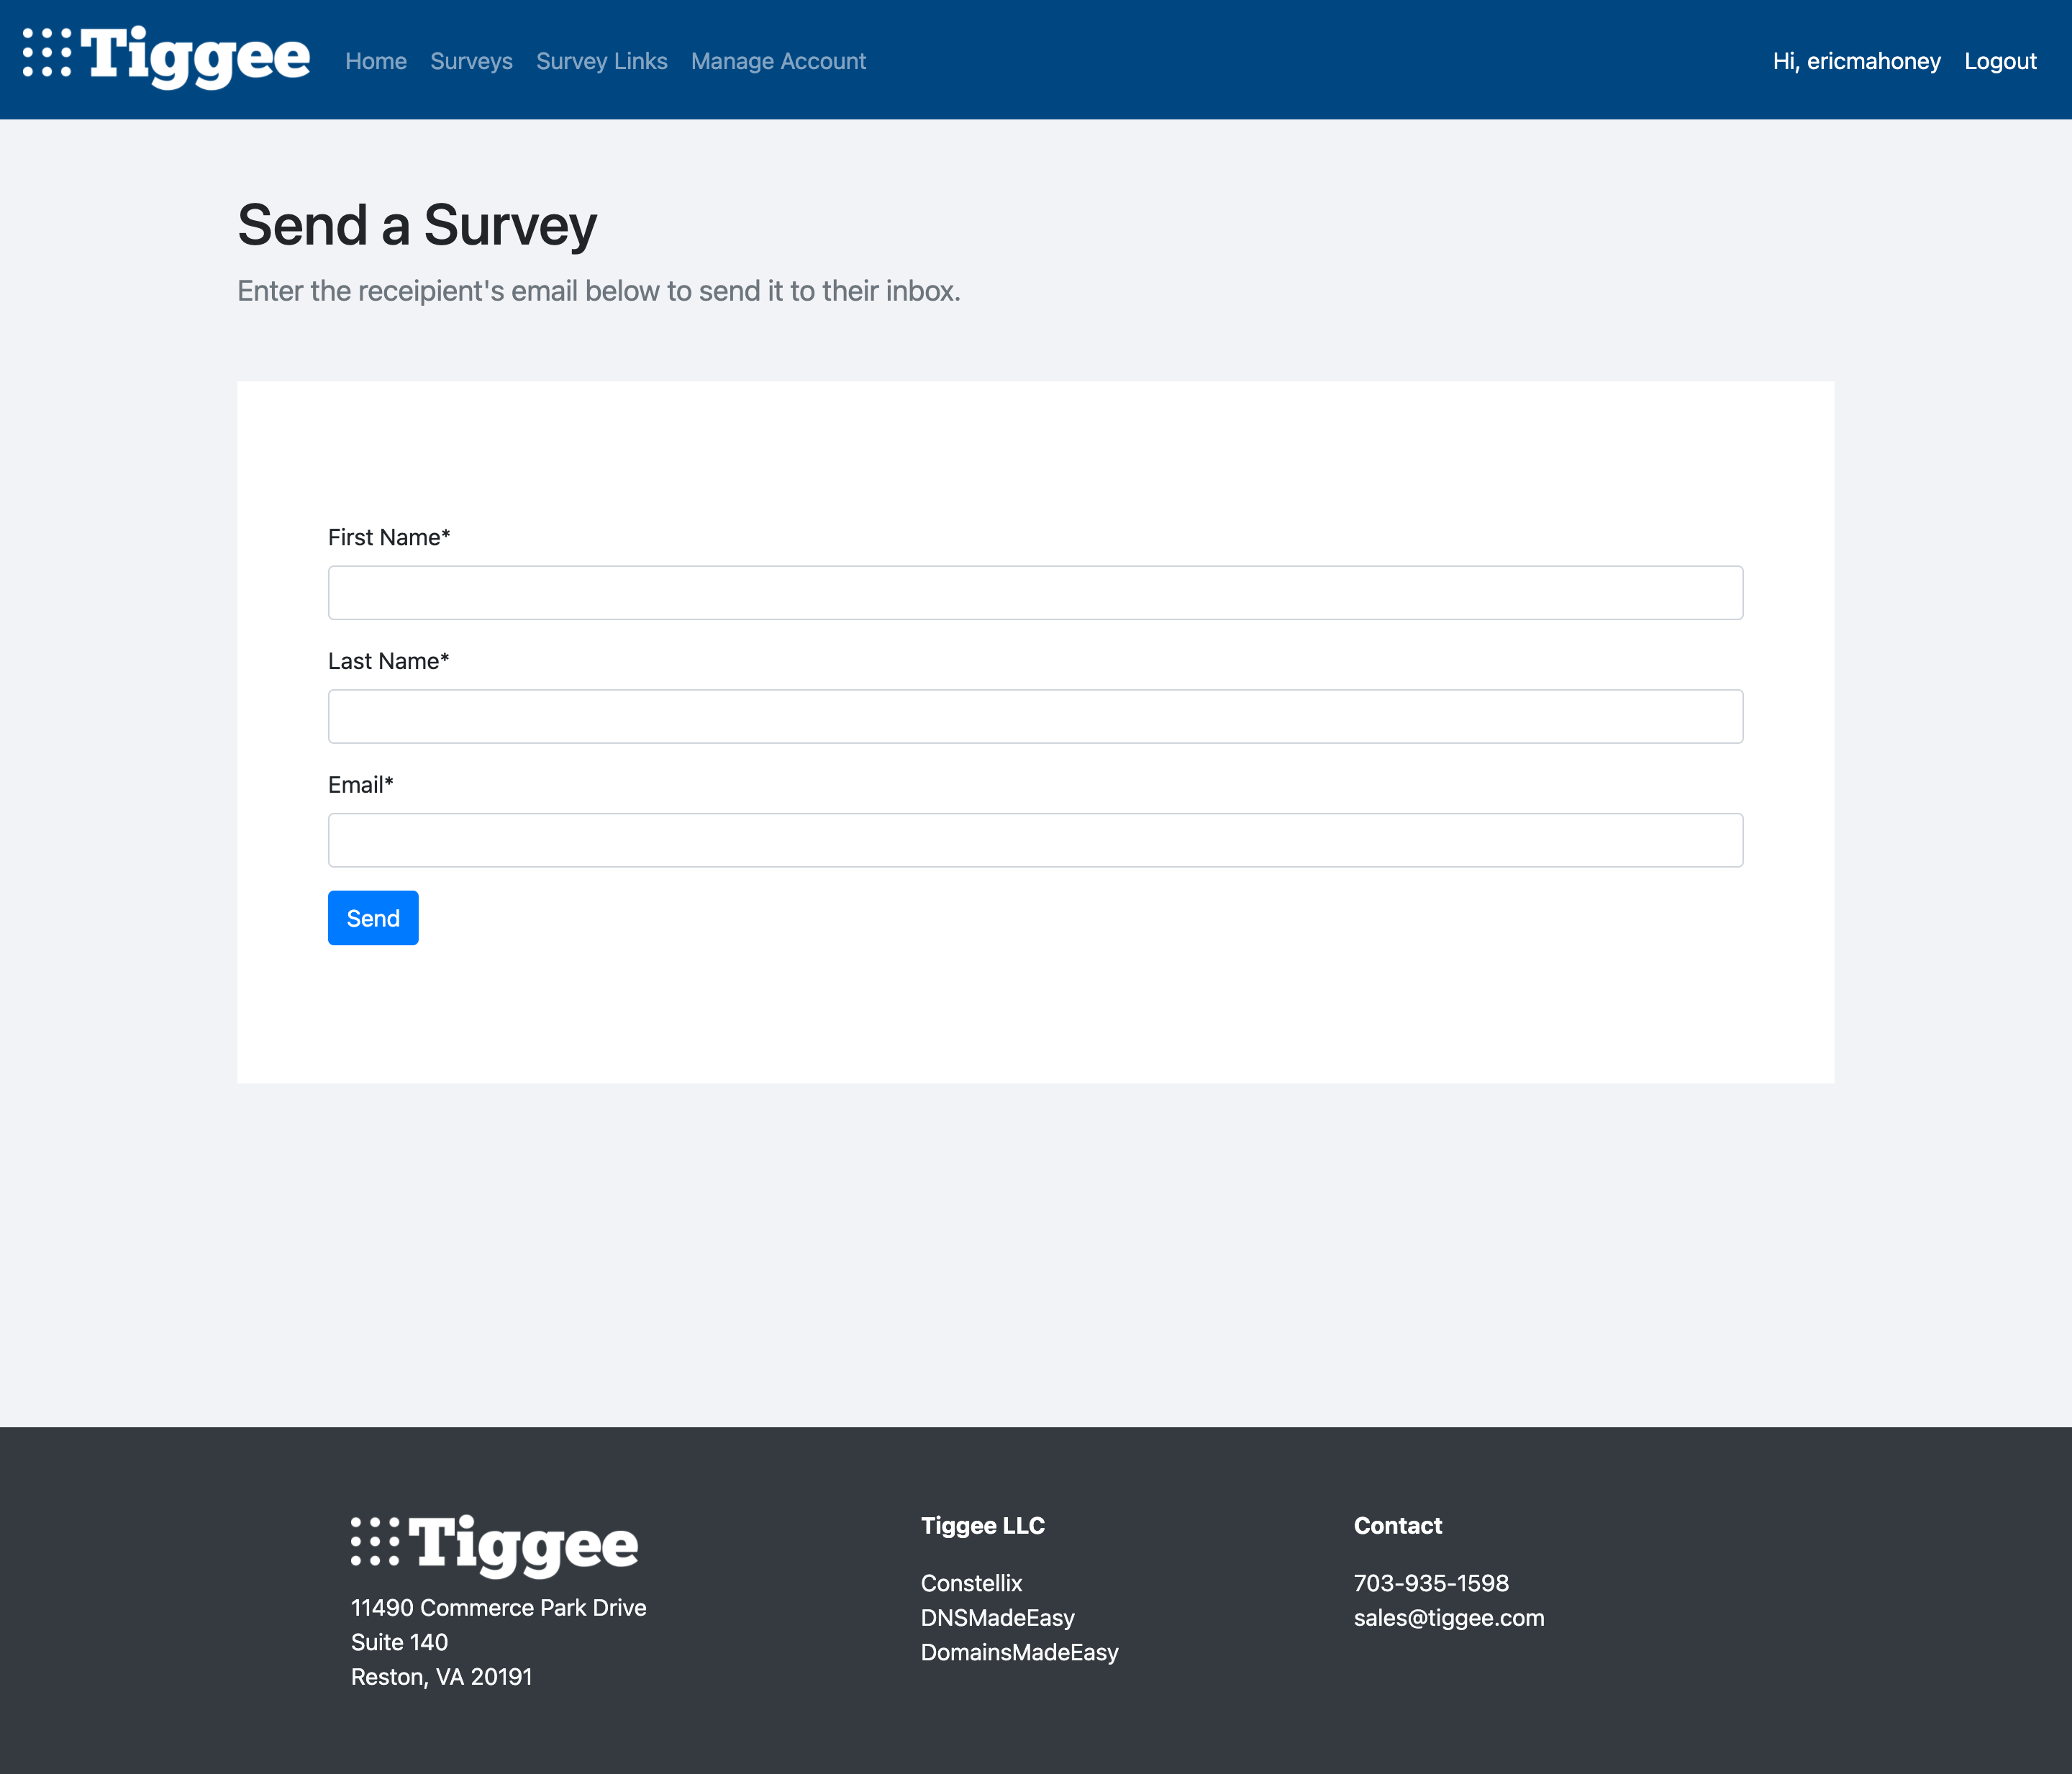 Tiggee Home Surveys Survey Links Manage Account Hi, ericmahoney Logout
Send a Survey
Enter the receipient's email below to send it to their inbox.
First Name*
Last Name*
Email*
Send
Tiggee
11490 Commerce Park Drive
Suite 140
Reston, VA 20191
Tiggee LLC
Constellix
DNSMadeEasy
DomainsMadeEasy
Contact
703-935-1598
sales@tiggee.com